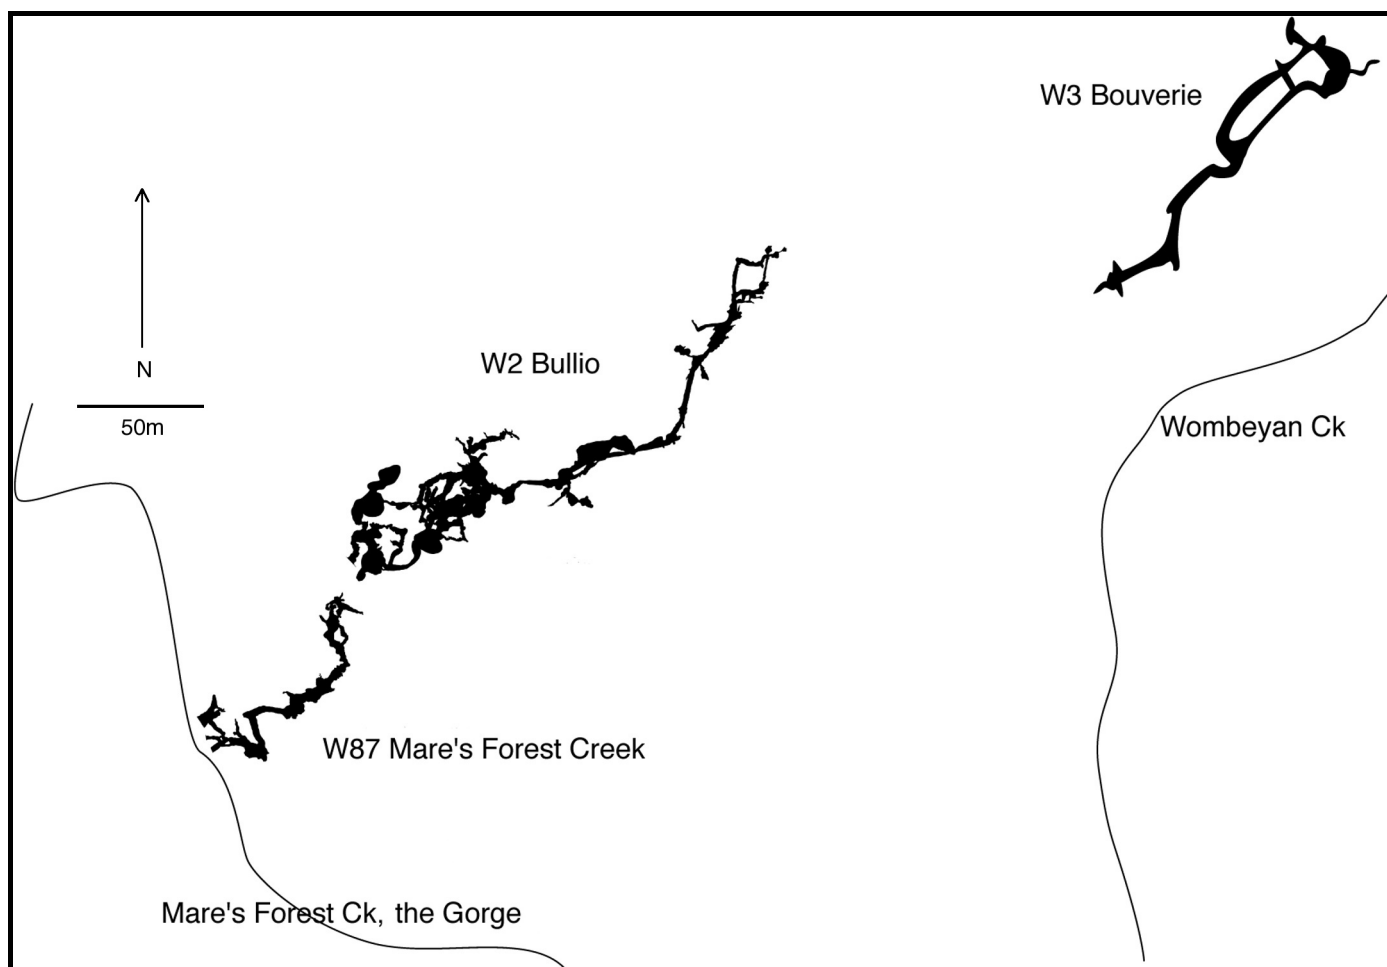 W3 Bouverie
N
W2 Bullio
50m
Wombeyan Ck
W87 Mare's Forest Creek
Mare's Forest Ck, the Gorge